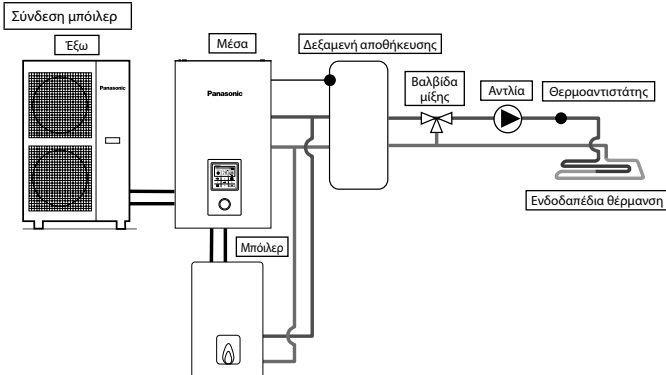 Σύνδεση μπόιλερ
Έξω
Μέσα
Δεξαμενή αποθήκευσης
Βαλβίδα
μίξης
Αντλία
Θερμοαντιστάτης
Panasonic
Panasonic
Ενδοδαπέδια θέρμανση
Μπόιλερ